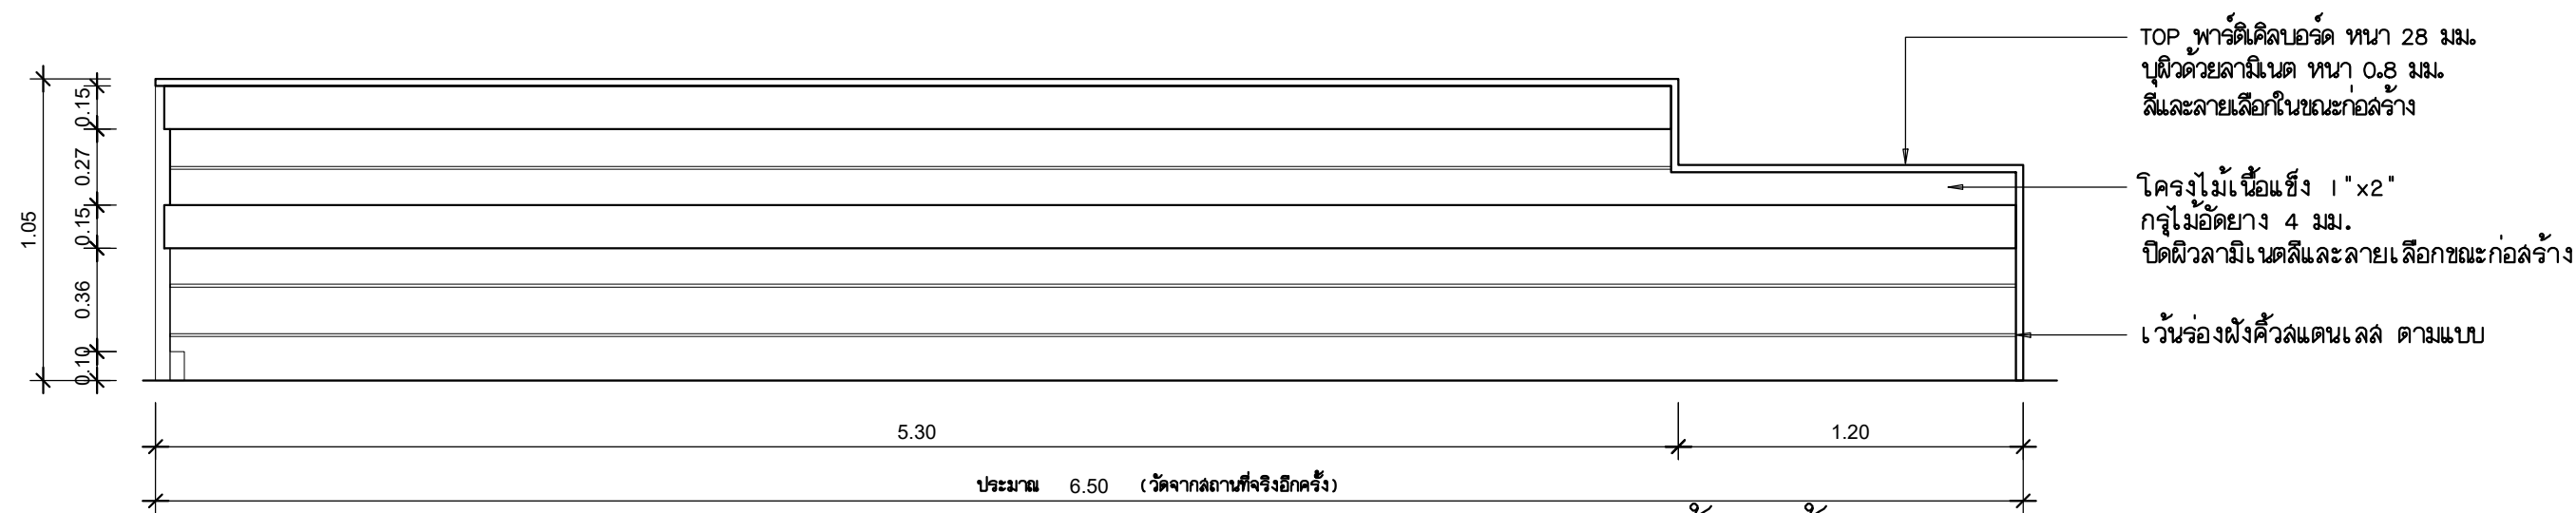 TOP พาร์ติเคิลบอร์ด หนา 28 มม.
บุผิวด้วยลามิเนต หนา 0.8 มม.
สีและลายเลือกในขณะก่อสร้าง
โครงไม้เนื้อแข็ง 1"x2"
กรุไม้อัดยาง 4 มม.
ปิดผิวลามิเนตสีและลายเลือกขณะก่อสร้าง
เว้นร่องฝังคิ้วสแตนเลส ตามแบบ
1.05
0.15
0.27
0.15
0.36
0.10
5.30
1.20
ประมาณ 6.50 (วัดจากสถานที่จริงอีกครั้ง)